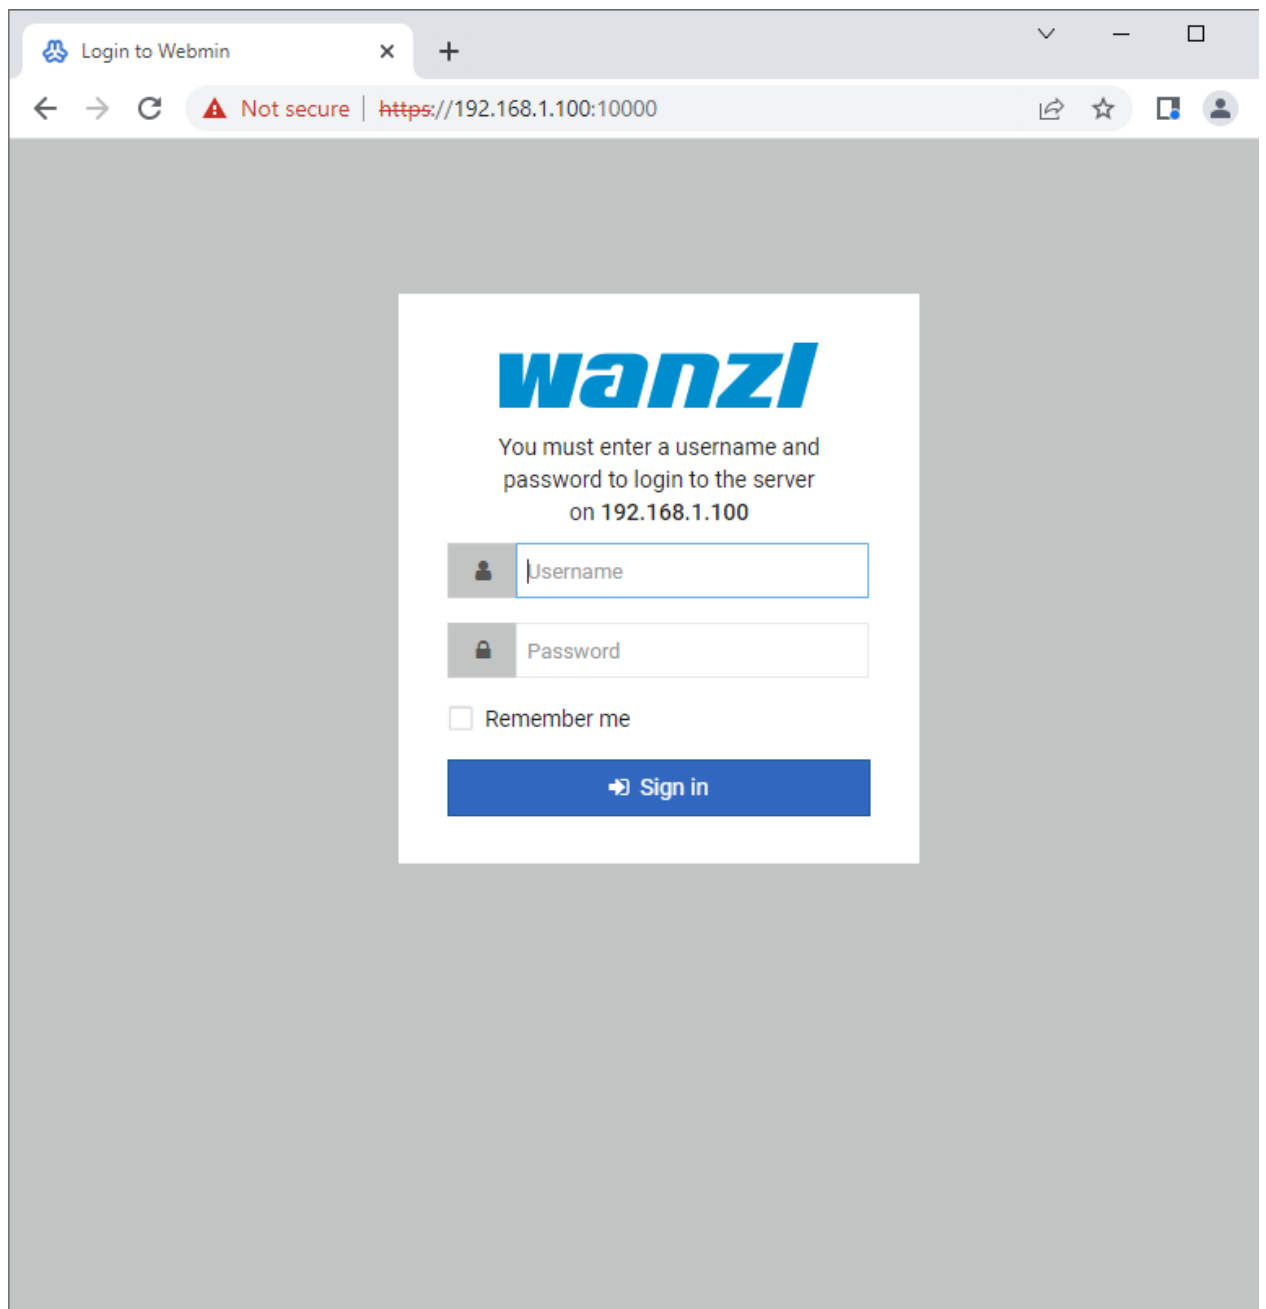 Login to Webmin
Not secure https://192.168.1.100:10000
wanzl
You must enter a username and
password to login to the server
on 192.168.1.100
Username
Password
Remember me
Sign in